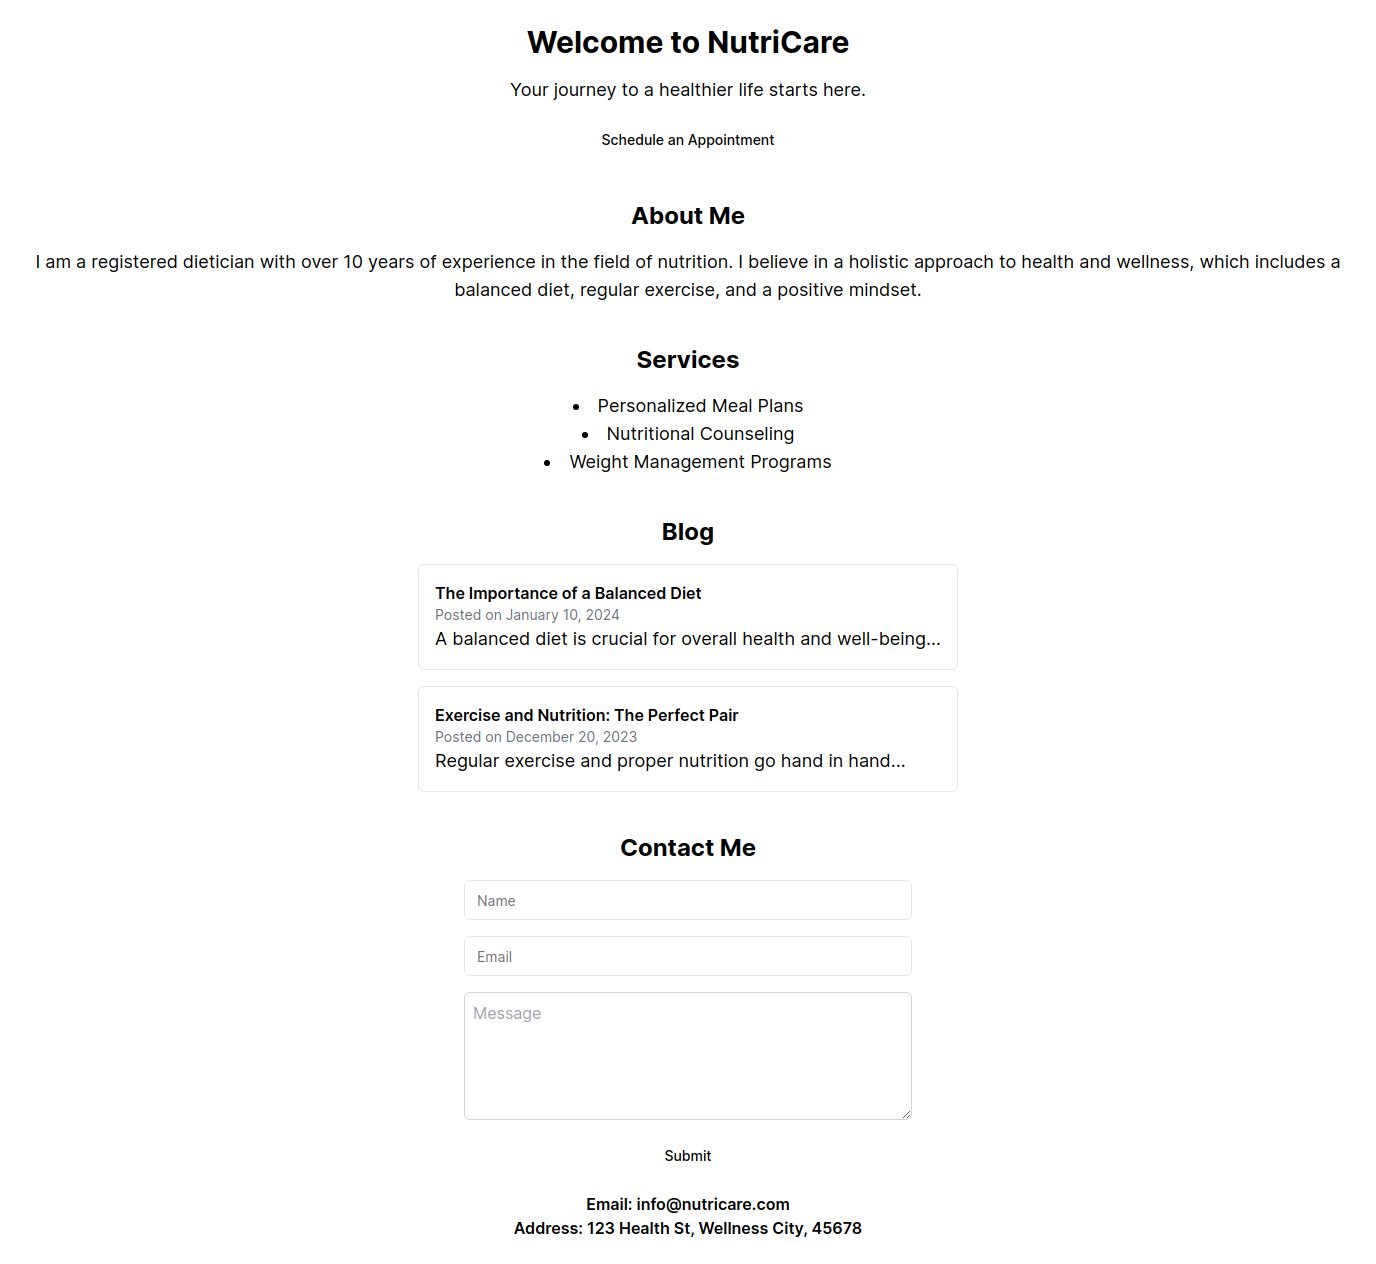 Welcome to NutriCare
Your journey to a healthier life starts here.
Schedule an Appointment
About Me
I am a registered dietician with over 10 years of experience in the field of nutrition. I believe in a holistic approach to health and wellness, which includes a
balanced diet, regular exercise, and a positive mindset.
Services
• Personalized Meal Plans
• Nutritional Counseling
• Weight Management Programs
Blog
The Importance of a Balanced Diet
Posted on January 10, 2024
A balanced diet is crucial for overall health and well-being...
Exercise and Nutrition: The Perfect Pair
Posted on December 20, 2023
Regular exercise and proper nutrition go hand in hand...
Contact Me
Name
Email
Message
Submit
Email: info@nutricare.com
Address: 123 Health St, Wellness City, 45678